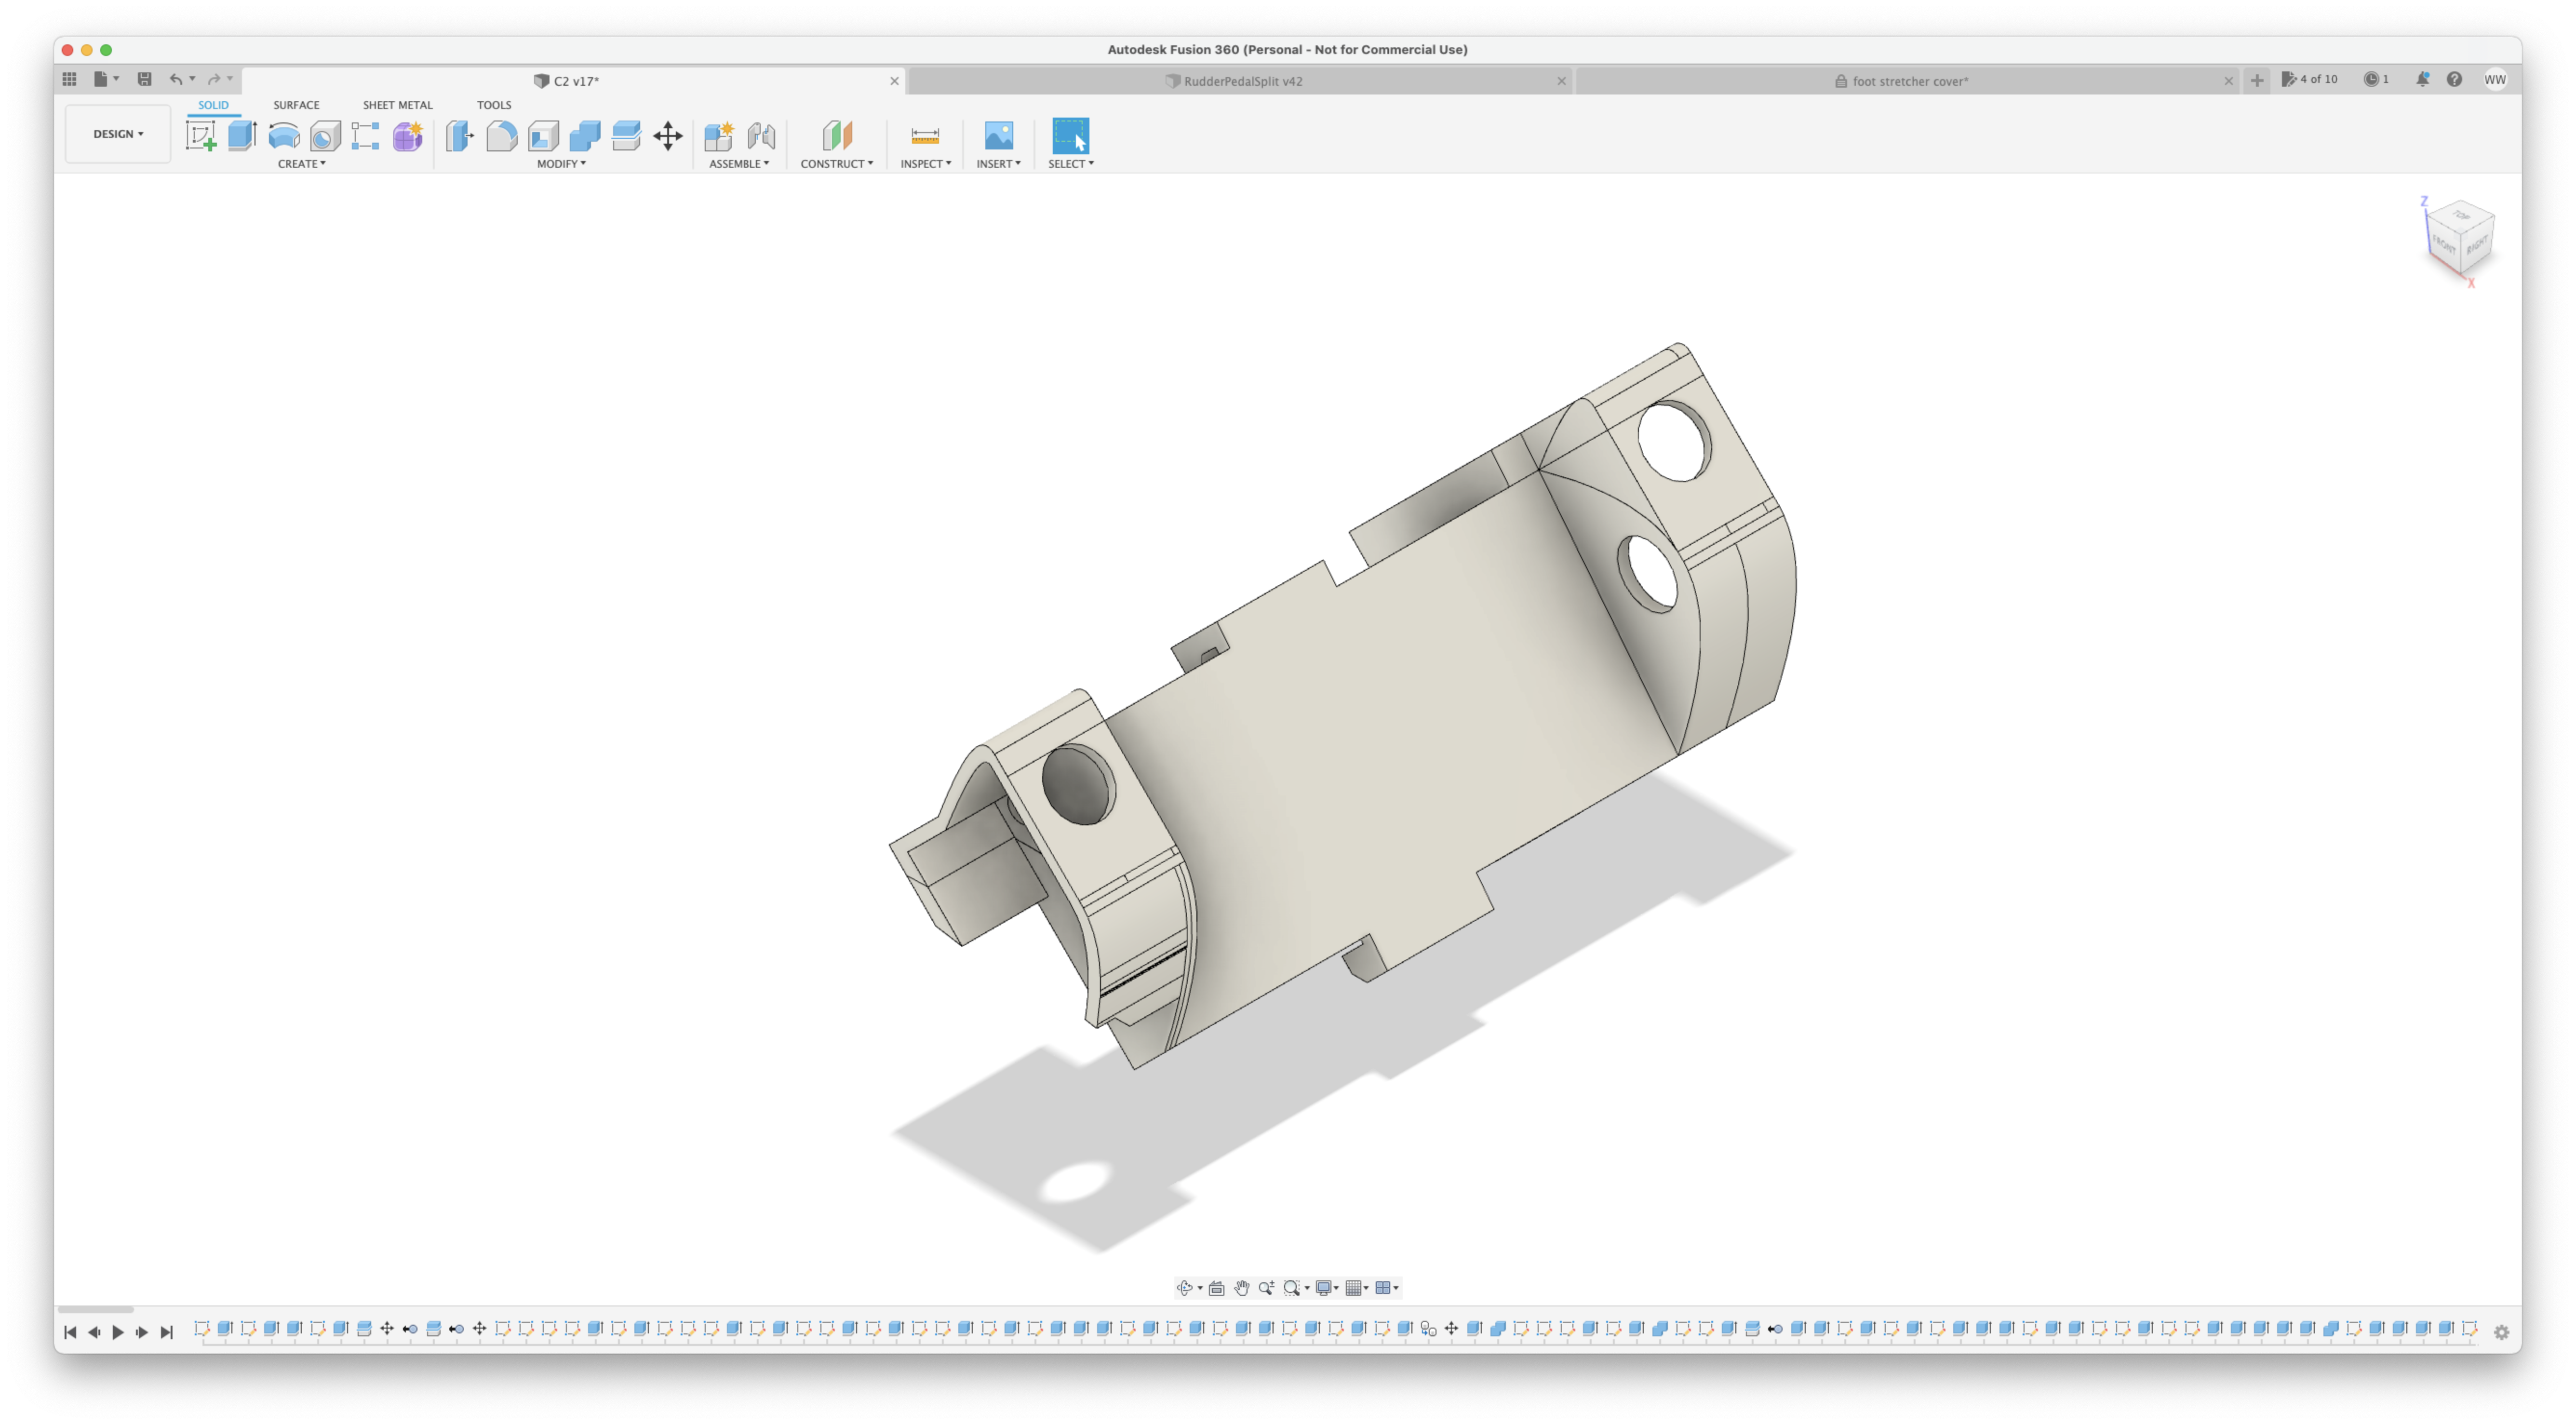 Autodesk Fusion 360 (Personal - Not for Commercial Use)
C2 v17*
RudderPedalSplit v42
foot stretcher cover*
4 of 10
1
WW
DESIGN
SOLID
SURFACE
SHEET METAL
TOOLS
CREATE
MODIFY
ASSEMBLE
CONSTRUCT
INSPECT
INSERT
SELECT
Z
TOP
FRONT
RIGHT
X